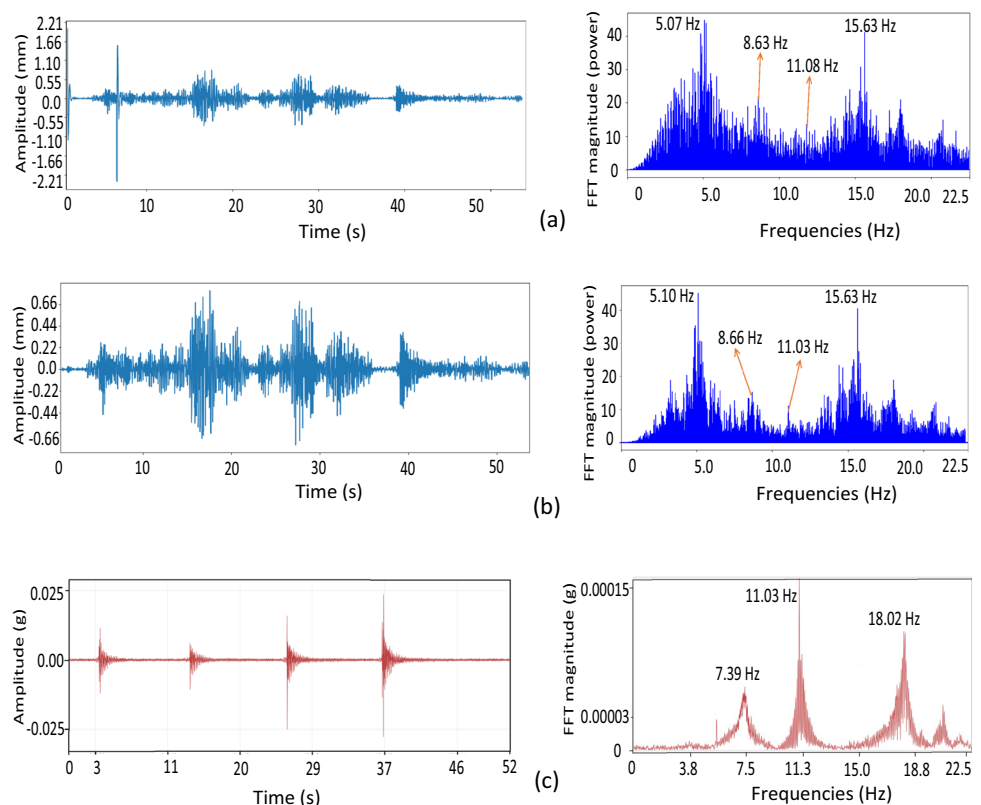 Amplitude (mm)
2.21
1.66
1.10
0.55
0.0
-0.55
-1.10
-1.66
-2.21
0 10 20 30 40 50
Time (s)
FFT magnitude (power)
40
30
20
10
0
5.07 Hz
8.63 Hz
11.08 Hz
15.63 Hz
0 5.0 10.0 15.0 20.0 22.5
Frequencies (Hz)
(a)
Amplitude (mm)
0.66
0.44
0.22
0.0
-0.22
-0.44
-0.66
0 10 20 30 40 50
Time (s)
FFT magnitude (power)
40
30
20
10
0
5.10 Hz
8.66 Hz
11.03 Hz
15.63 Hz
0 5.0 10.0 15.0 20.0 22.5
Frequencies (Hz)
(b)
Amplitude (g)
0.025
0.00
-0.025
0 3 11 20 29 37 46 52
Time (s)
FFT magnitude (g)
0.00015
0.00003
0
7.39 Hz
11.03 Hz
18.02 Hz
0 3.8 7.5 11.3 15.0 18.8 22.5
Frequencies (Hz)
(c)